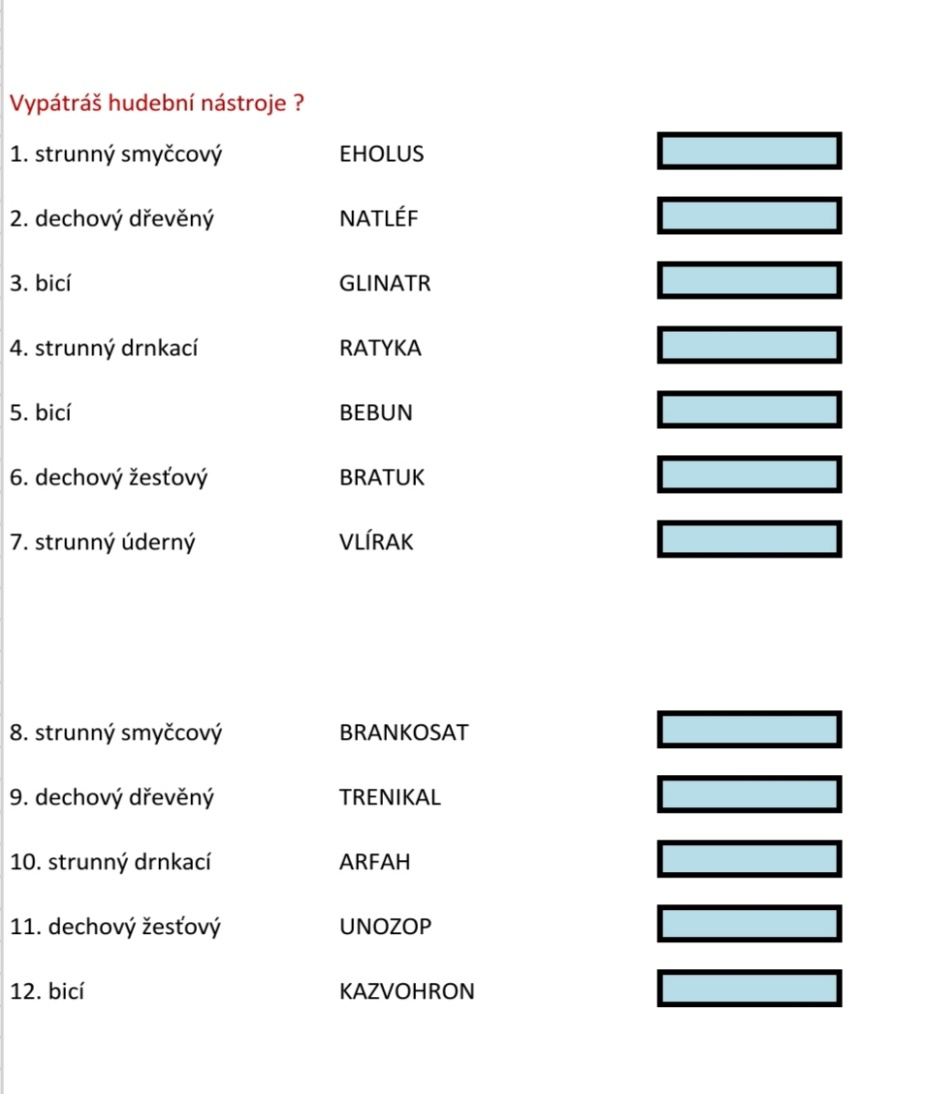 Vypátráš hudební nástroje ?
1. strunný smyčcový EHOLUS
2. dechový dřevěný NATLÉF
3. bicí GLINATR
4. strunný drnkací RATYKA
5. bicí BEBUN
6. dechový žesťový BRATUK
7. strunný úderný VLÍRAK
8. strunný smyčcový BRANKOSAT
9. dechový dřevěný TRENIKAL
10. strunný drnkací ARFAH
11. dechový žesťový UNOZOP
12. bicí KAZVOHRON